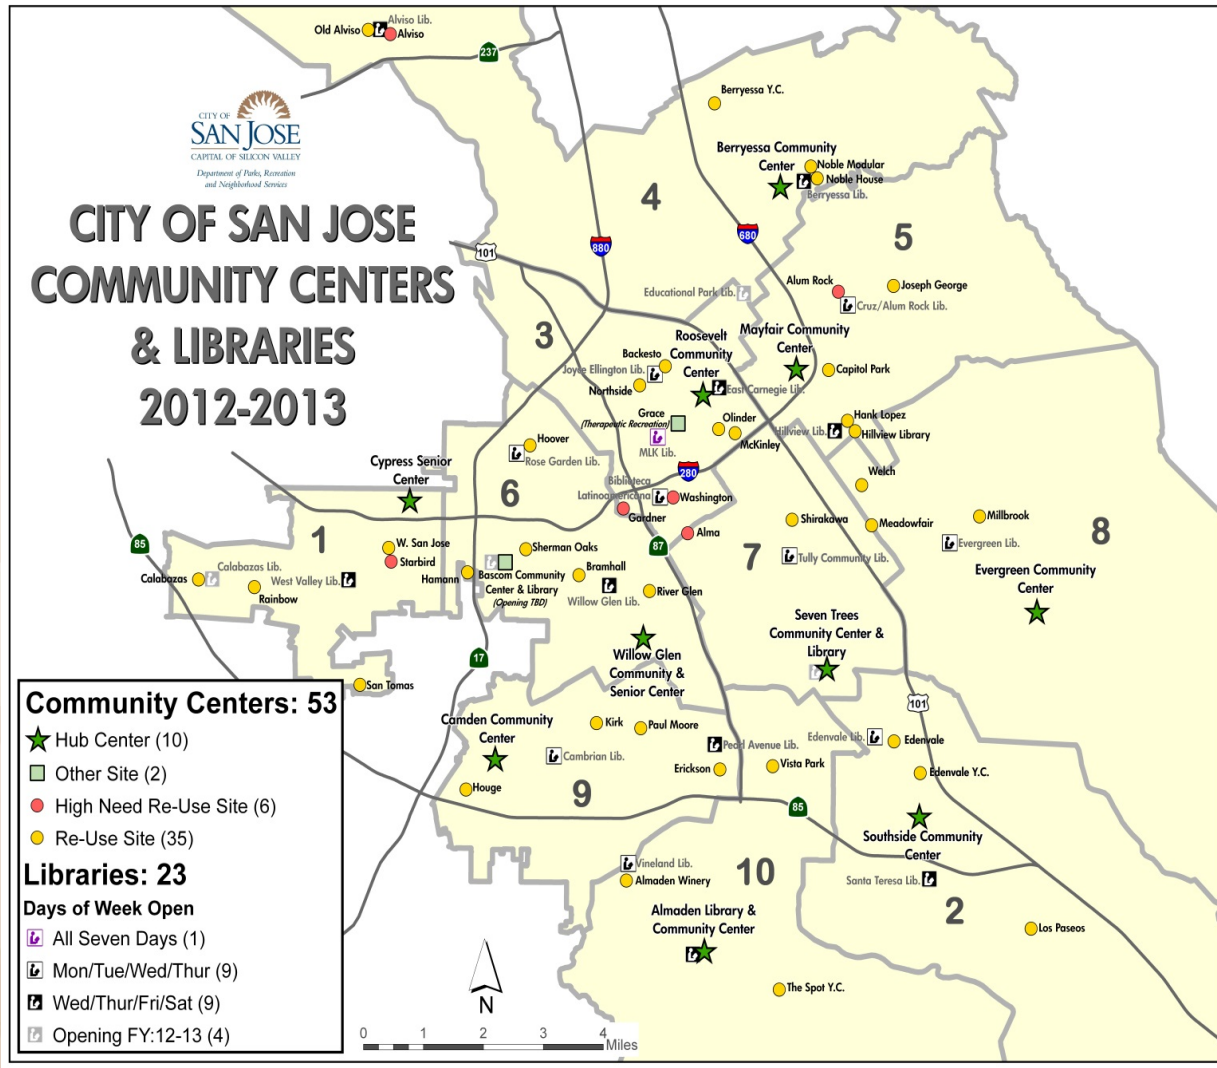 Alviso Lib.
Old Alviso
Alviso
237
CITY OF
SAN JOSE
CAPITAL OF SILICON VALLEY
Department of Parks, Recreation
and Neighborhood Services
CITY OF SAN JOSE
COMMUNITY CENTERS
& LIBRARIES
2012-2013
Berryessa Y.C.
Berryessa Community
Center
Noble Modular
Noble House
Berryessa Lib.
4
5
101
880
680
Educational Park Lib.
Alum Rock
Joseph George
Cruz/Alum Rock Lib.
3
Roosevelt
Community
Center
Mayfair Community
Center
Backesto
Joyce Ellington Lib.
Northside
East Carnegie Lib.
Capitol Park
Grace
(Therapeutic Recreation)
MLK Lib.
Olinder
McKinley
Hank Lopez
Hillview Lib.
Hillview Library
Hoover
Rose Garden Lib.
Cypress Senior
Center
280
Welch
6
Biblioteca
Latinoamericana
Washington
Gardner
Alma
87
Shirakawa
Meadowfair
Millbrook
8
Evergreen Lib.
Evergreen Community
Center
7
Tully Community Lib.
85
1
W. San Jose
Starbird
Calabazas Lib.
Calabazas
Rainbow
West Valley Lib.
Hamann
Sherman Oaks
Bascom Community
Center & Library
(Opening TBD)
Bramhall
Willow Glen Lib.
River Glen
Seven Trees
Community Center &
Library
Willow Glen
Community &
Senior Center
17
San Tomas
101
Camden Community
Center
Kirk
Paul Moore
Cambrian Lib.
Pearl Avenue Lib.
Erickson
Vista Park
Edenvale Lib.
Edenvale
Edenvale Y.C.
Houge
9
85
Southside Community
Center
Vineland Lib.
Almaden Winery
10
Santa Teresa Lib.
2
Almaden Library &
Community Center
Los Paseos
The Spot Y.C.
Community Centers: 53
Hub Center (10)
Other Site (2)
High Need Re-Use Site (6)
Re-Use Site (35)
Libraries: 23
Days of Week Open
All Seven Days (1)
Mon/Tue/Wed/Thur (9)
Wed/Thur/Fri/Sat (9)
Opening FY:12-13 (4)
N
0 1 2 3 4
Miles